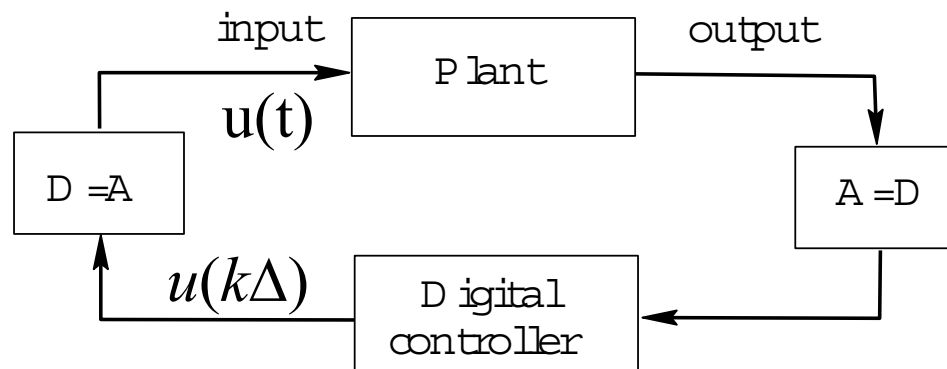 input
Plant
output
u(t)
D=A
A=D
u(kΔ)
Digital
controller